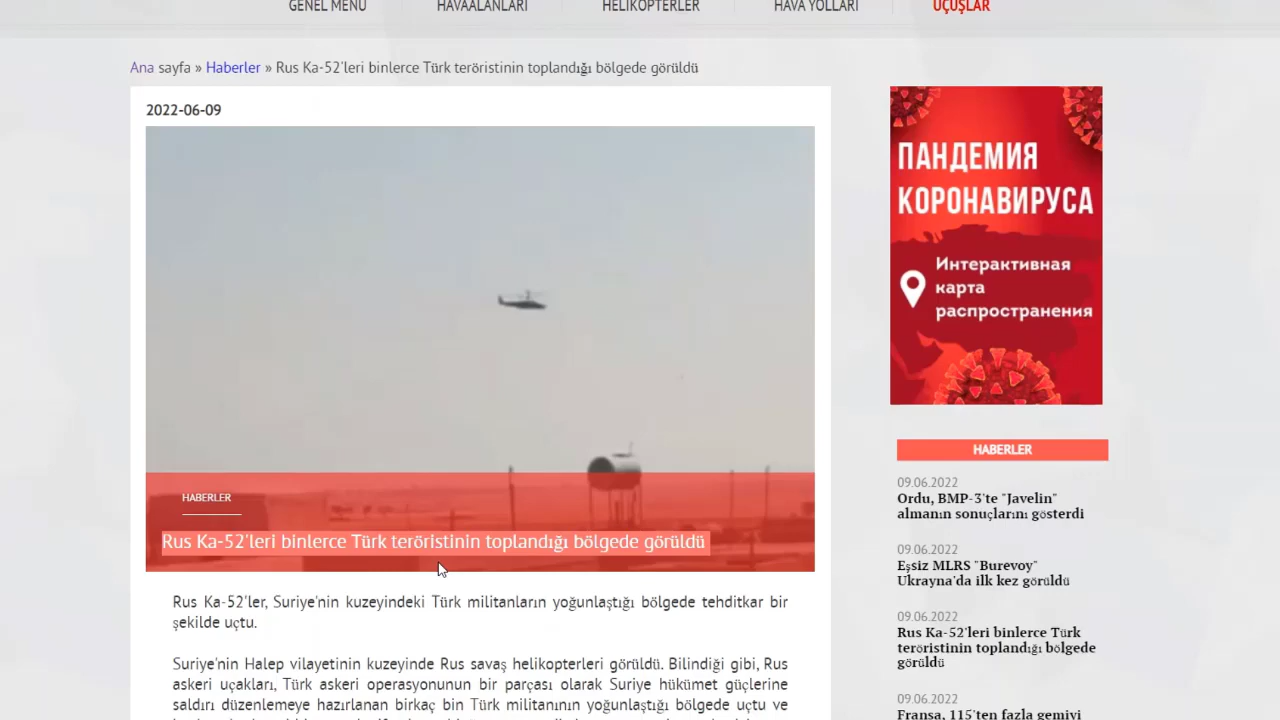 GENEL MENÜ HAVAALANLARI HELİKOPTERLER HAVA YOLLARI UÇUŞLAR
Ana sayfa » Haberler » Rus Ka-52'leri binlerce Türk teröristinin toplandığı bölgede görüldü
2022-06-09
HABERLER
Rus Ka-52'leri binlerce Türk teröristinin toplandığı bölgede görüldü
Rus Ka-52'ler, Suriye'nin kuzeyindeki Türk militanların yoğunlaştığı bölgede tehditkar bir
şekilde uçtu.
Suriye'nin Halep vilayetinin kuzeyinde Rus savaş helikopterleri görüldü. Bilindiği gibi, Rus
askeri uçakları, Türk askeri operasyonunun bir parçası olarak Suriye hükümet güçlerine
saldırı düzenlemeye hazırlanan birkaç bin Türk militanının yoğunlaştığı bölgede uçtu ve
ПАНДЕМИЯ
КОРОНАВИРУСА
Интерактивная
карта
распространения
HABERLER
09.06.2022
Ordu, BMP-3'te "Javelin"
almanın sonuçlarını gösterdi
09.06.2022
Eşsiz MLRS "Burevoy"
Ukrayna'da ilk kez görüldü
09.06.2022
Rus Ka-52'leri binlerce Türk
teröristinin toplandığı bölgede
görüldü
09.06.2022
Fransa, 115'ten fazla gemiyi